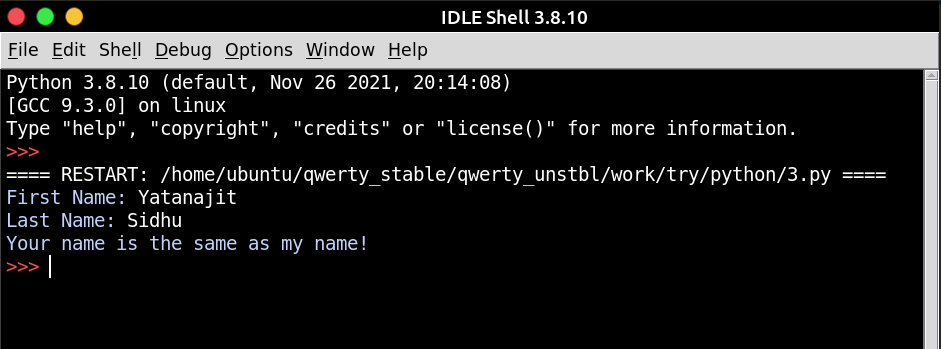 IDLE Shell 3.8.10
File Edit Shell Debug Options Window Help
Python 3.8.10 (default, Nov 26 2021, 20:14:08)
[GCC 9.3.0] on linux
Type "help", "copyright", "credits" or "license()" for more information.
>>>
==== RESTART: /home/ubuntu/qwerty_stable/qwerty_unstbl/work/try/python/3.py ====
First Name: Yatanajit
Last Name: Sidhu
Your name is the same as my name!
>>>